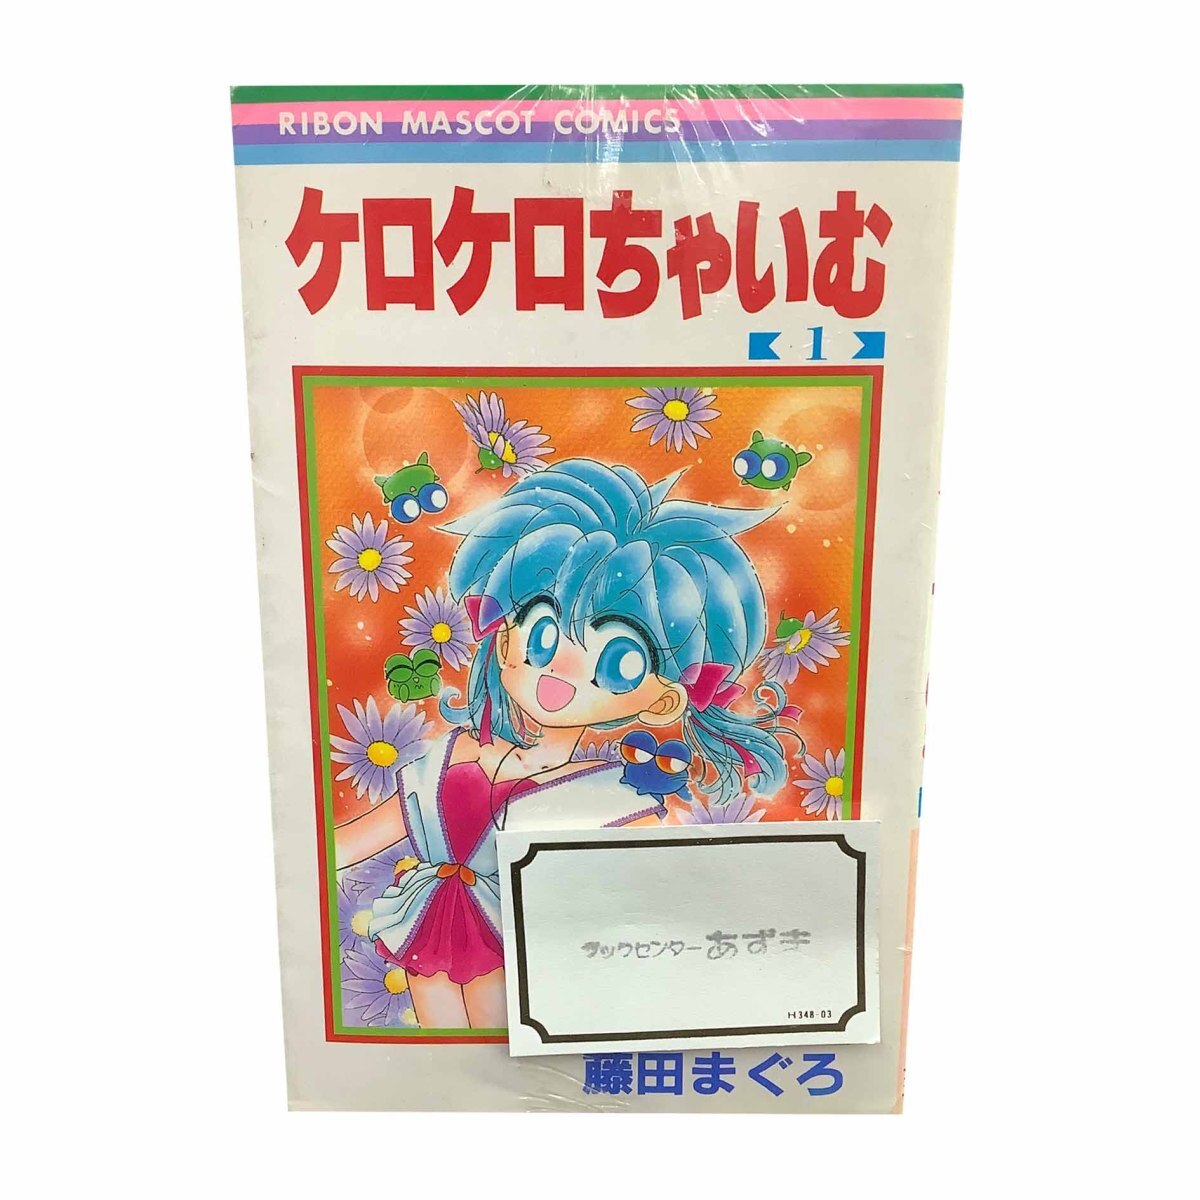 RIBON MASCOT COMICS
ケロケロちゃいむ
1
ブックセンターあずき
H348-03
藤田まぐろ